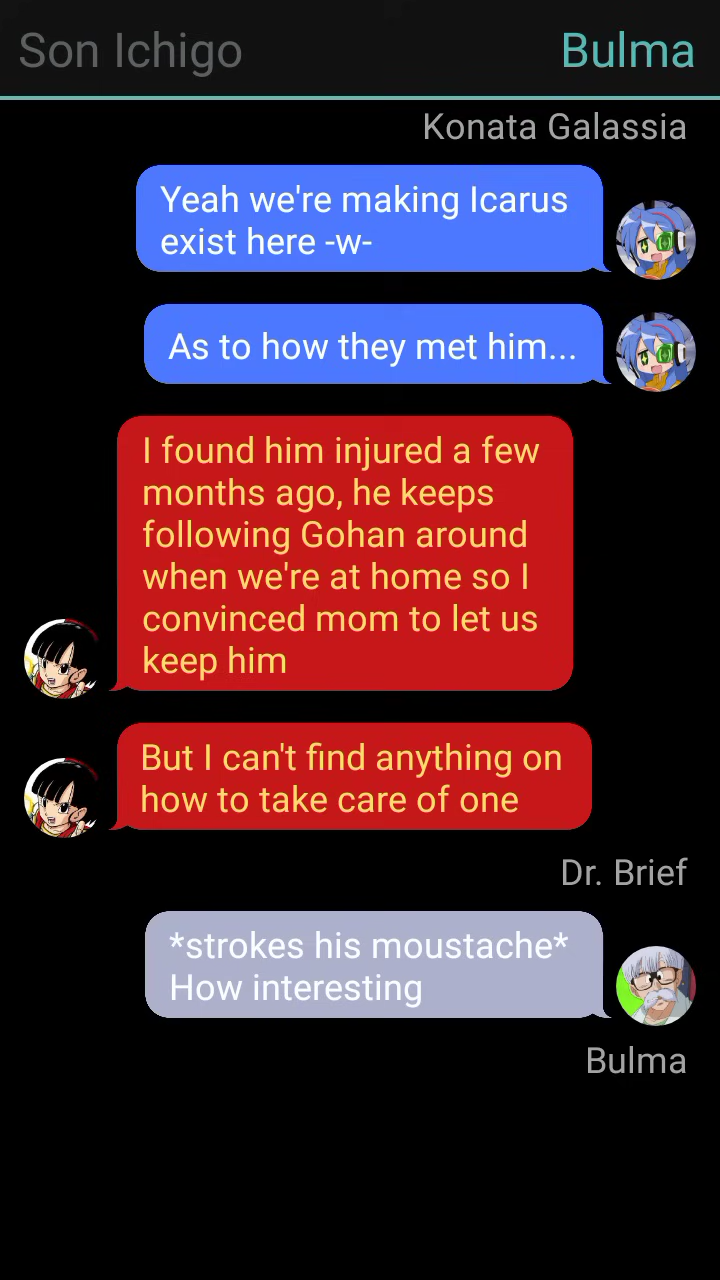 Son Ichigo
Bulma
Konata Galassia
Yeah we're making Icarus
exist here -w-
As to how they met him...
I found him injured a few
months ago, he keeps
following Gohan around
when we're at home so I
convinced mom to let us
keep him
But I can't find anything on
how to take care of one
Dr. Brief
*strokes his moustache*
How interesting
Bulma